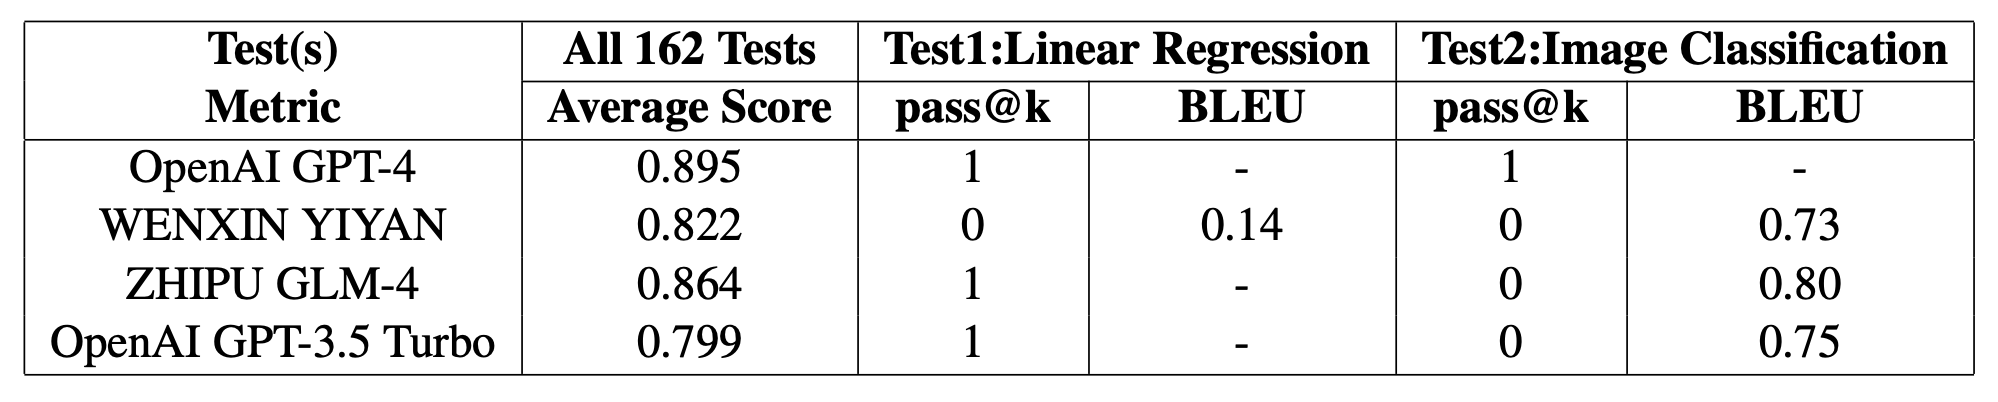 Test(s) All 162 Tests Test1:Linear Regression Test2:Image Classification
Metric Average Score pass@k BLEU pass@k BLEU
OpenAI GPT-4 0.895 1 - 1 -
WENXIN YIYAN 0.822 0 0.14 0 0.73
ZHIPU GLM-4 0.864 1 - 0 0.80
OpenAI GPT-3.5 Turbo 0.799 1 - 0 0.75